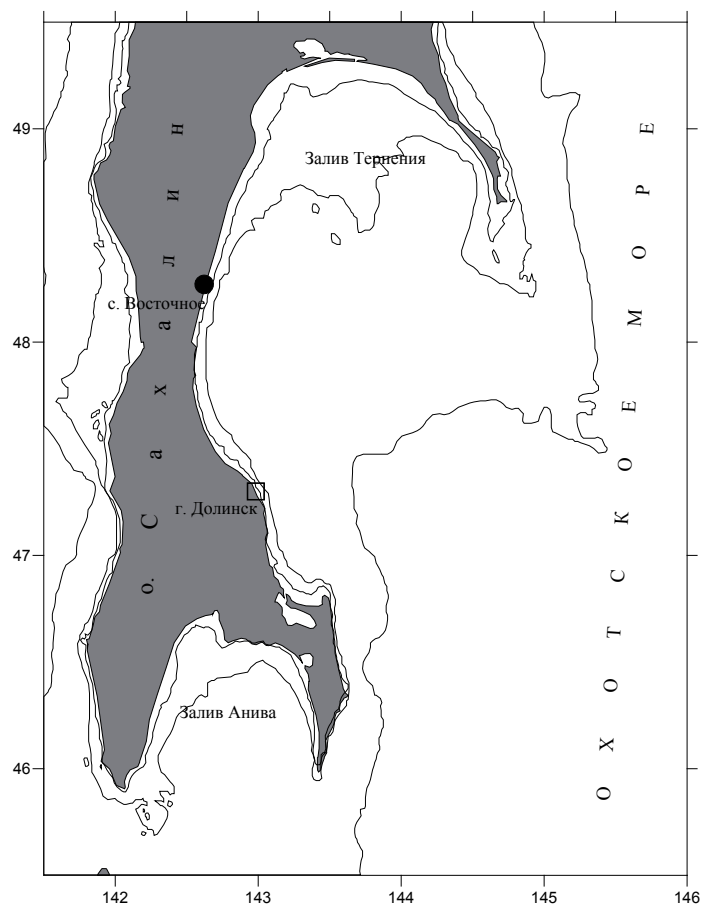 49
48
47
46
142
143
144
145
146
Залив Терпения
с. Восточное
г. Долинск
Залив Анива
о. Сахалин
ОХОТСКОЕ МОРЕ